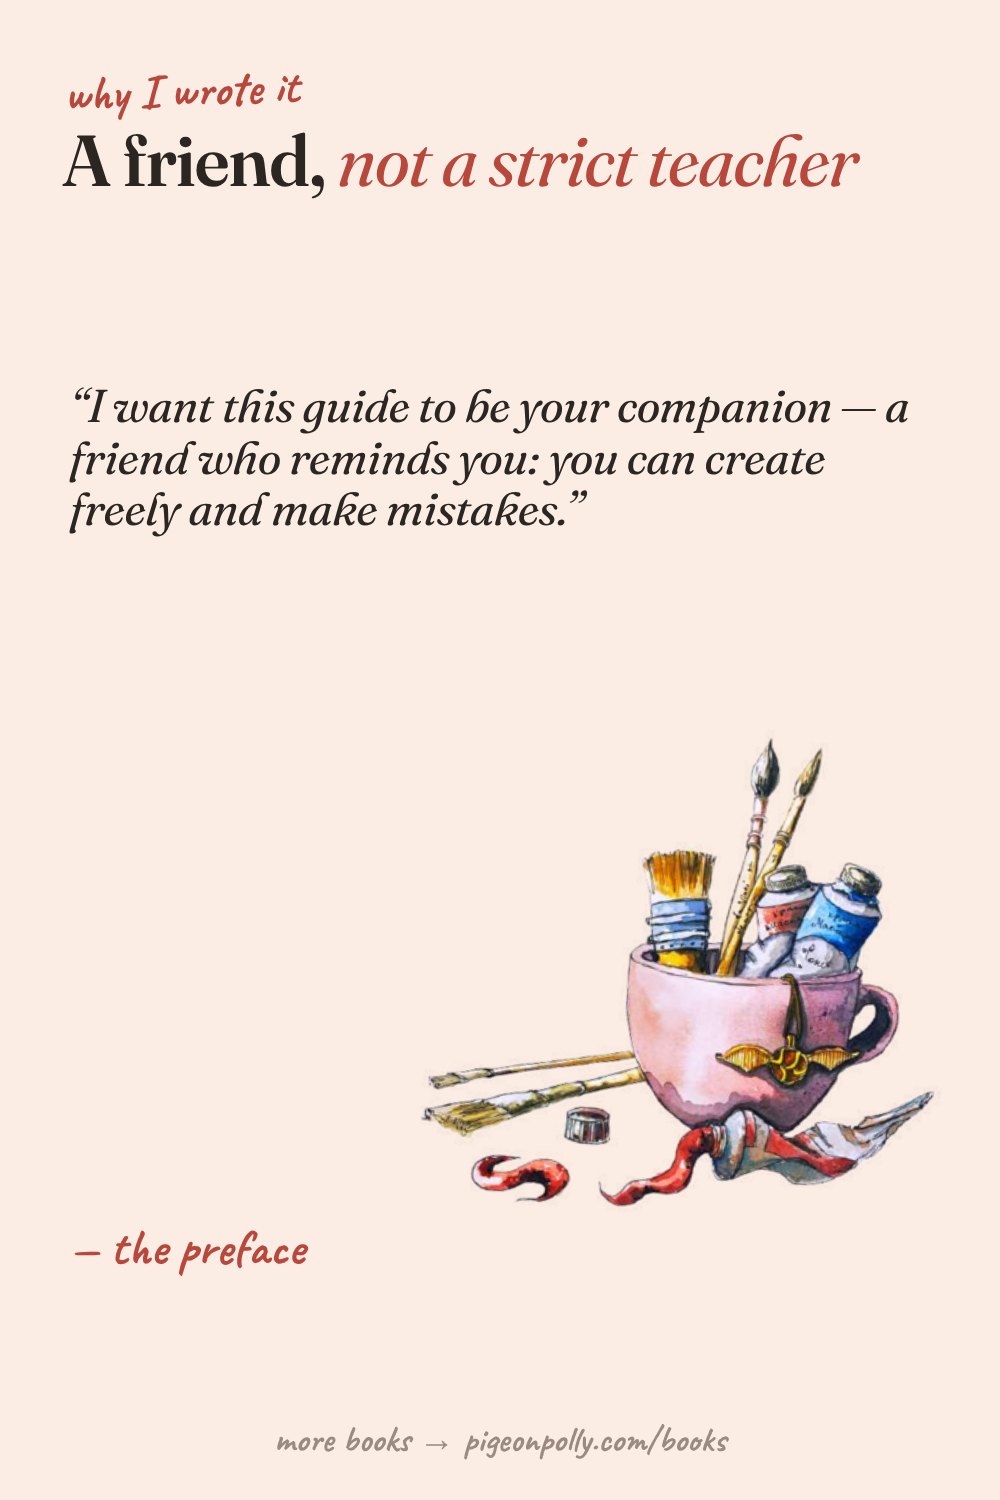 why I wrote it
A friend, not a strict teacher
“I want this guide to be your companion — a
friend who reminds you: you can create
freely and make mistakes.”
— the preface
more books → pigeonpolly.com/books